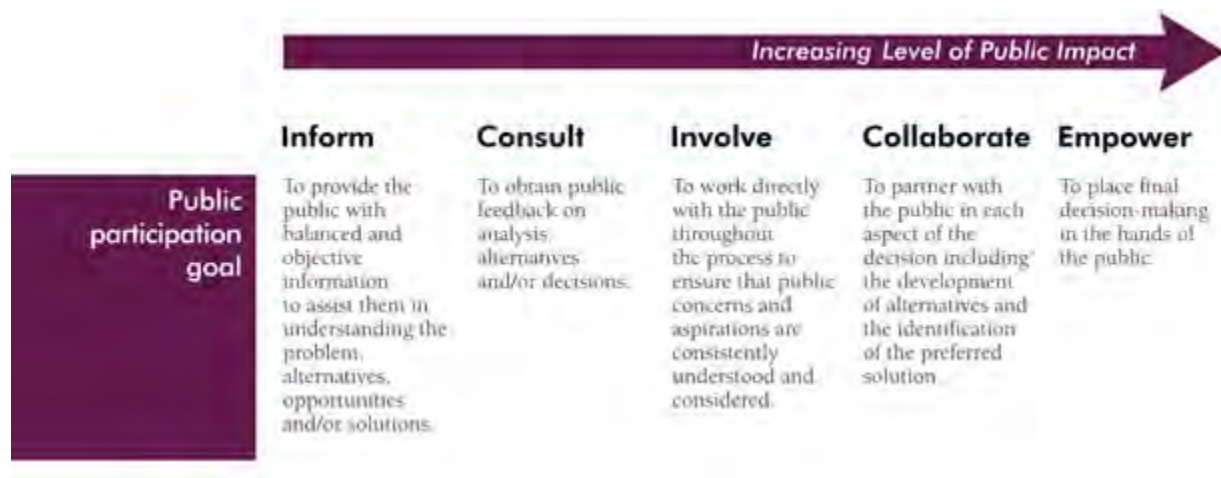 Increasing Level of Public Impact
Inform
Consult
Involve
Collaborate
Empower
Public
participation
goal
To provide the
public with
balanced and
objective
information
to assist them in
understanding the
problem,
alternatives,
opportunities
and/or solutions.
To obtain public
feedback on
analysis
alternatives
and/or decisions.
To work directly
with the public
throughout
the process to
ensure that public
concerns and
aspirations are
consistently
understood and
considered.
To partner with
the public in each
aspect of the
decision including
the development
of alternatives and
the identification
of the preferred
solution
To place final
decision-making
in the hands of
the public